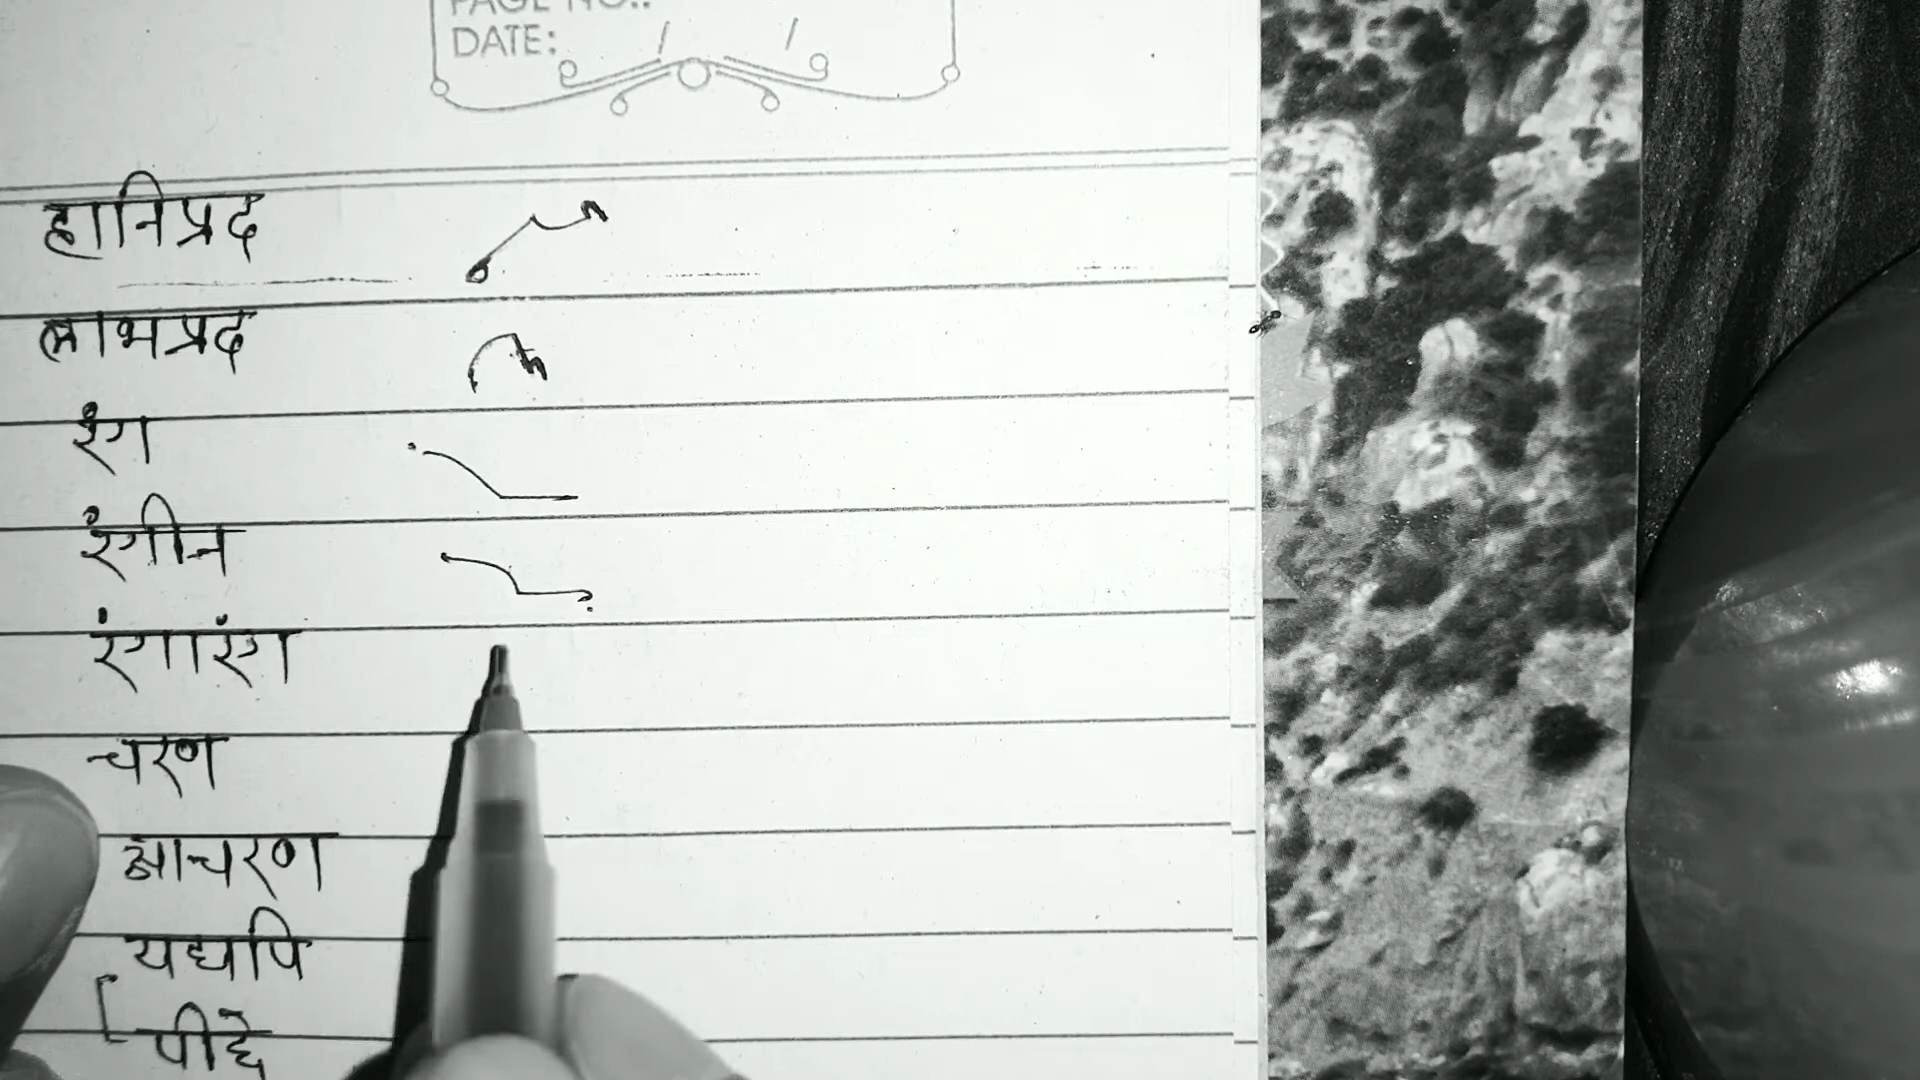 PAGE NO.:
DATE: / /
हानिप्रद
लाभप्रद
रंग
रंगीन
रंगारंग
चरण
आचरण
यद्यपि
पीछे